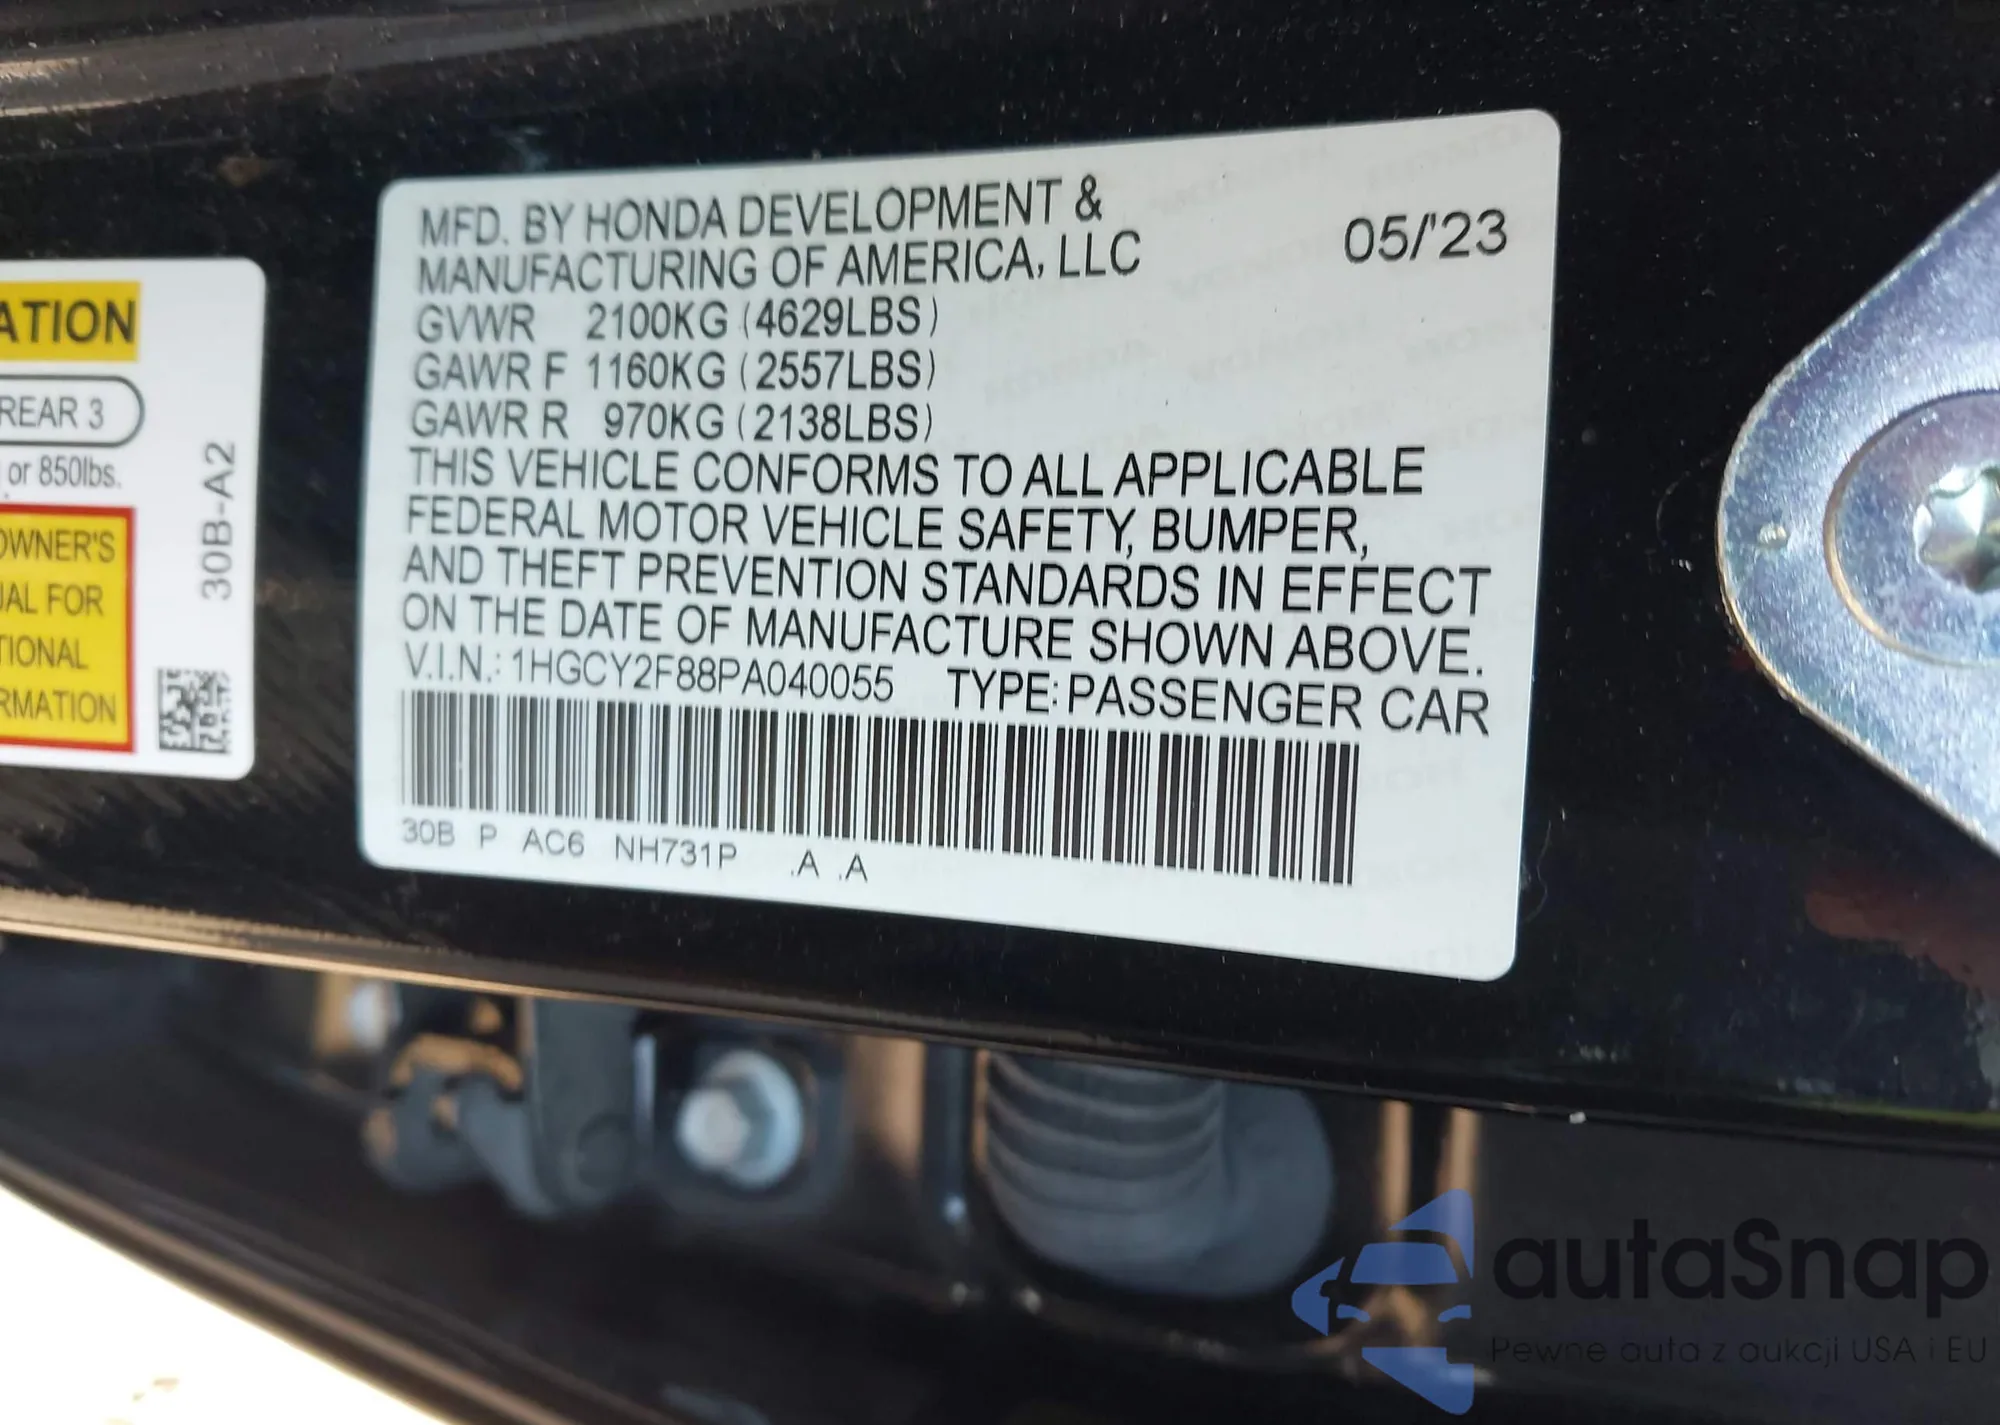 ATION
REAR 3
or 850lbs.
OWNER'S
UAL FOR
TIONAL
RMATION
30B-A2
MFD. BY HONDA DEVELOPMENT &
MANUFACTURING OF AMERICA, LLC
05/'23
GVWR 2100KG (4629LBS)
GAWR F 1160KG (2557LBS)
GAWR R 970KG (2138LBS)
THIS VEHICLE CONFORMS TO ALL APPLICABLE
FEDERAL MOTOR VEHICLE SAFETY, BUMPER,
AND THEFT PREVENTION STANDARDS IN EFFECT
ON THE DATE OF MANUFACTURE SHOWN ABOVE.
V.I.N.: 1HGCY2F88PA040055 TYPE: PASSENGER CAR
30B P AC6 NH731P .A .A
autaSnap
Pewne auta z aukcji USA i EU